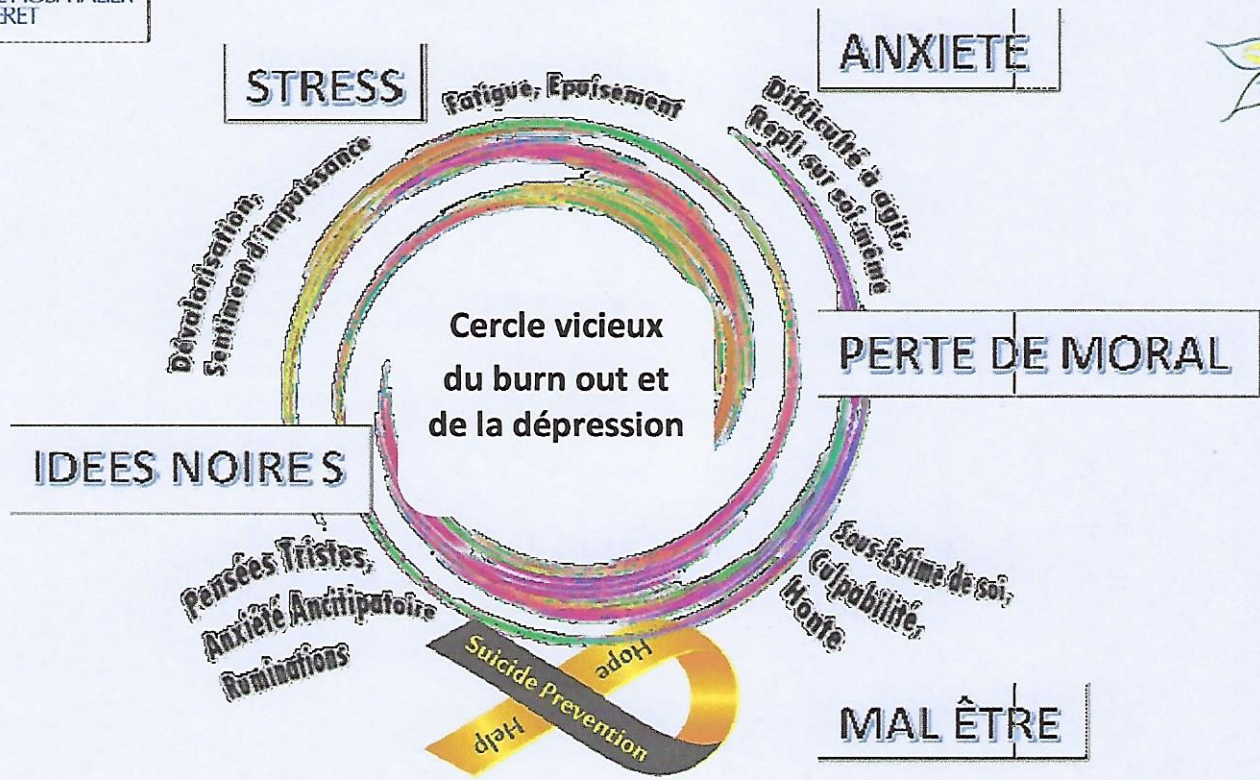 ERET
STRESS
ANXIETE
Fatigue, Epuisement
Difficulté à agir,
Repli sur soi-même
Dévalorisation,
Sentiment d'impuissance
Cercle vicieux
du burn out et
de la dépression
PERTE DE MORAL
IDEES NOIRES
Pensées Tristes,
Anxiété Ancitipatoire
Ruminations
Sous-Estime de soi,
Culpabilité,
Honte
Suicide Prevention
Hope
Help
MAL ÊTRE